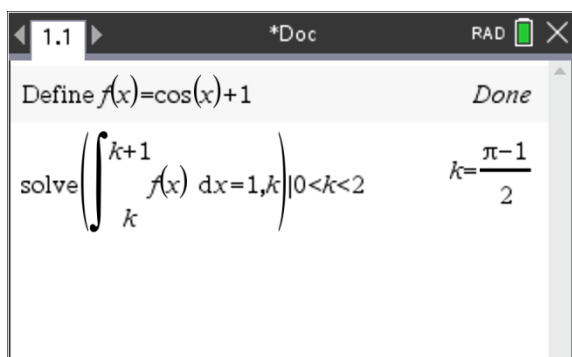 1.1 *Doc RAD
Define f(x)=cos(x)+1 Done
solve(∫ₖᵏ⁺¹ f(x) dx=1,k)|0<k<2 k=(π−1)/2